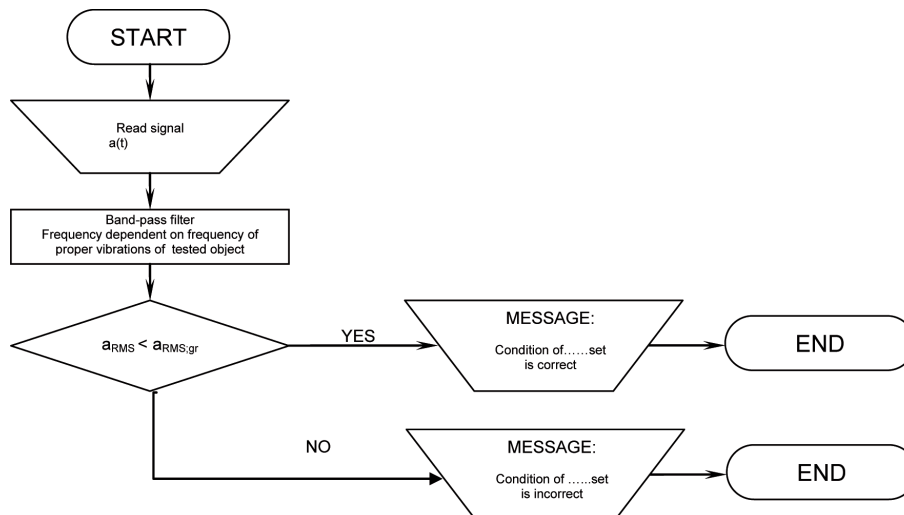 START
Read signal
a(t)
Band-pass filter
Frequency dependent on frequency of
proper vibrations of tested object
aRMS < aRMS;gr
YES
MESSAGE:
Condition of......set
is correct
END
NO
MESSAGE:
Condition of ......set
is incorrect
END